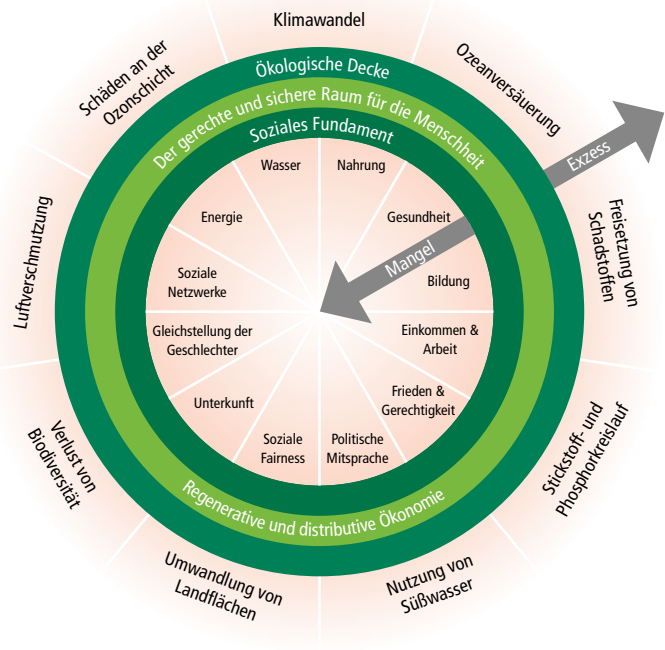 Klimawandel
Ozeanversäuerung
Exzess
Freisetzung von
Schadstoffen
Stickstoff- und
Phosphorkreislauf
Nutzung von
Süßwasser
Umwandlung von
Landflächen
Verlust von
Biodiversität
Luftverschmutzung
Schäden an der
Ozonschicht
Ökologische Decke
Der gerechte und sichere Raum für die Menschheit
Soziales Fundament
Wasser
Nahrung
Energie
Gesundheit
Mangel
Soziale
Netzwerke
Bildung
Gleichstellung der
Geschlechter
Einkommen &
Arbeit
Unterkunft
Frieden &
Gerechtigkeit
Soziale
Fairness
Politische
Mitsprache
Regenerative und distributive Ökonomie